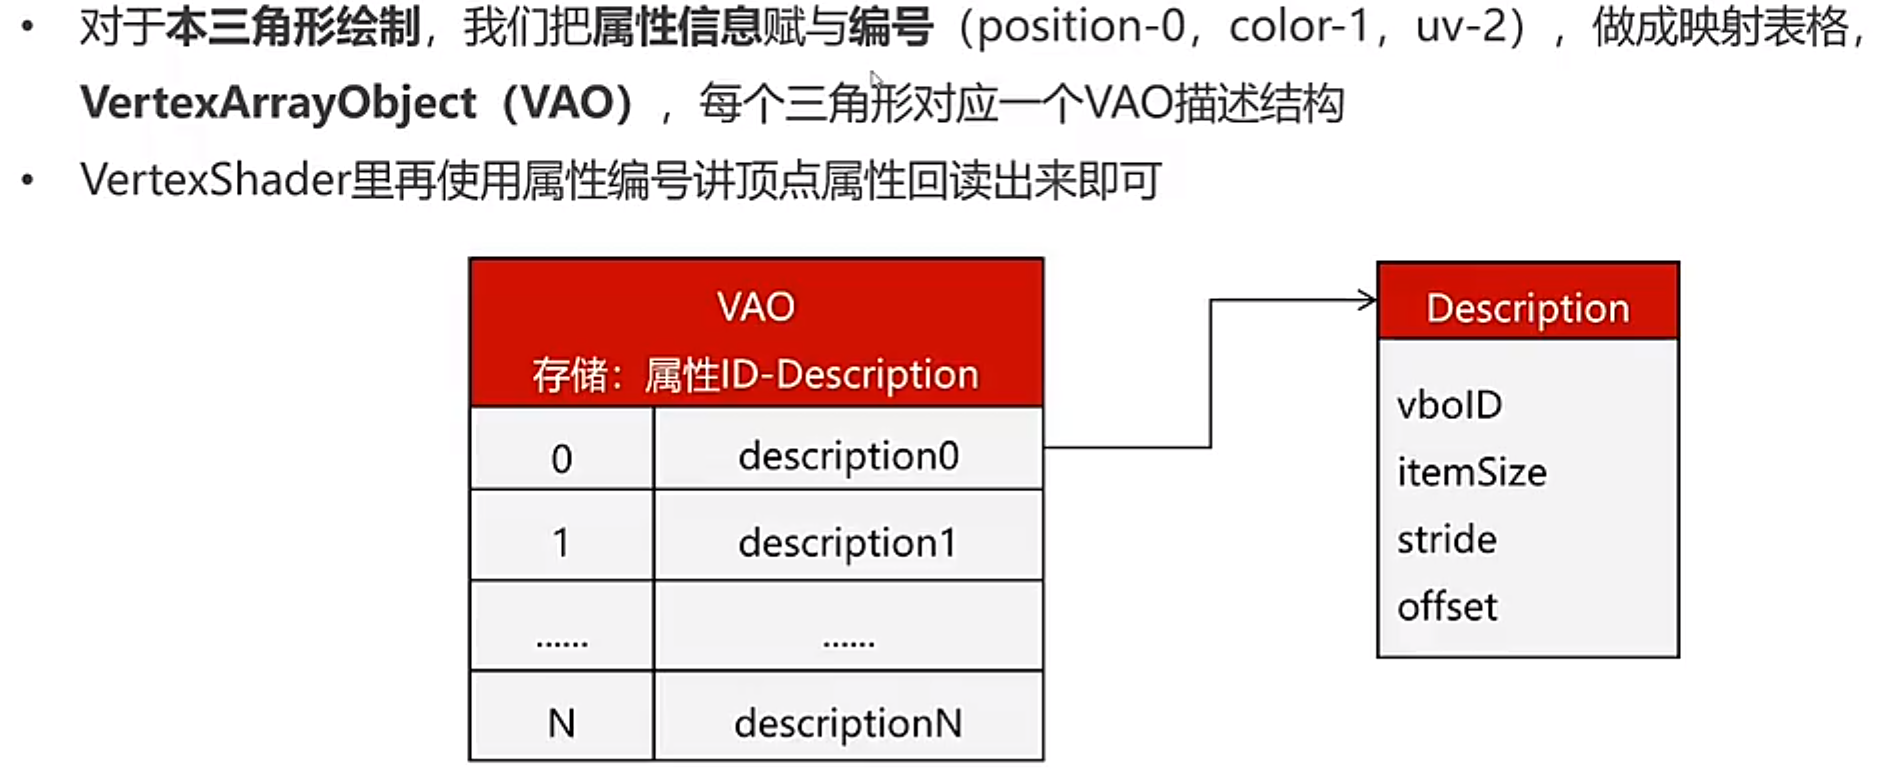 • 对于本三角形绘制，我们把属性信息赋与编号（position-0，color-1，uv-2），做成映射表格，
VertexArrayObject（VAO），每个三角形对应一个VAO描述结构
• VertexShader里再使用属性编号讲顶点属性回读出来即可
VAO
存储：属性ID-Description
0 description0
1 description1
...... ......
N descriptionN
Description
vboID
itemSize
stride
offset